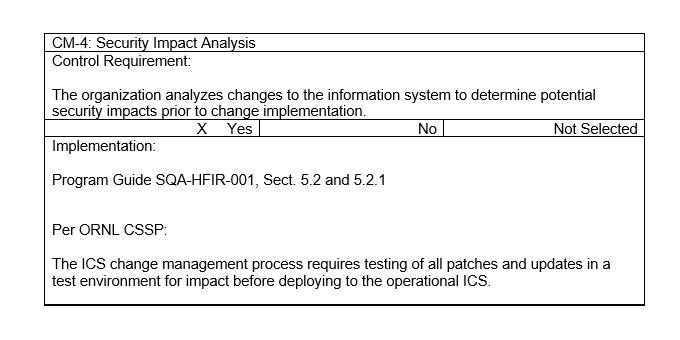 CM-4: Security Impact Analysis
Control Requirement:
The organization analyzes changes to the information system to determine potential
security impacts prior to change implementation.
X Yes No Not Selected
Implementation:
Program Guide SQA-HFIR-001, Sect. 5.2 and 5.2.1
Per ORNL CSSP:
The ICS change management process requires testing of all patches and updates in a
test environment for impact before deploying to the operational ICS.